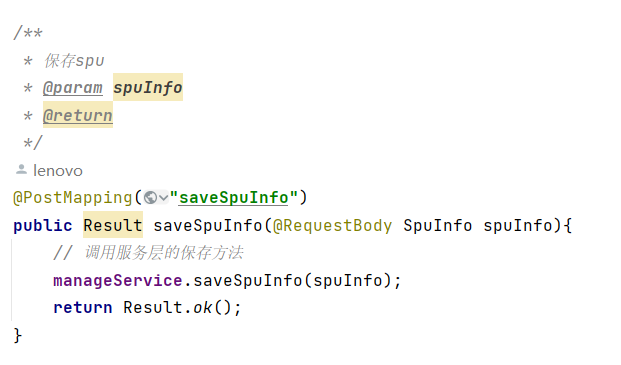 /**
 * 保存spu
 * @param spuInfo
 * @return
 */
lenovo
@PostMapping("saveSpuInfo")
public Result saveSpuInfo(@RequestBody SpuInfo spuInfo){
    // 调用服务层的保存方法
    manageService.saveSpuInfo(spuInfo);
    return Result.ok();
}